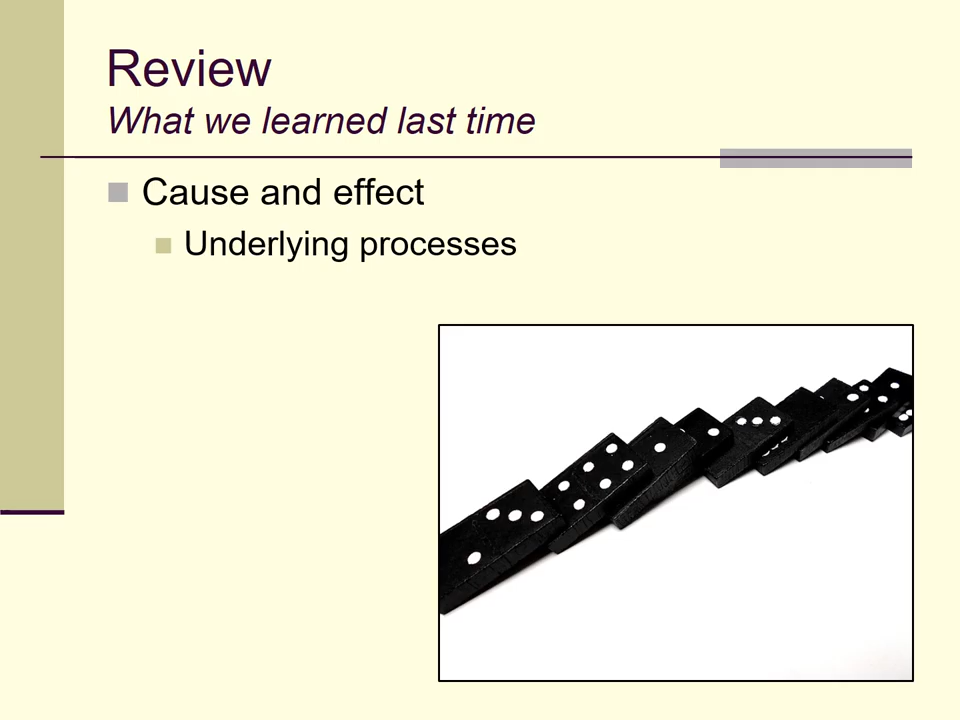 Review
What we learned last time
Cause and effect
Underlying processes